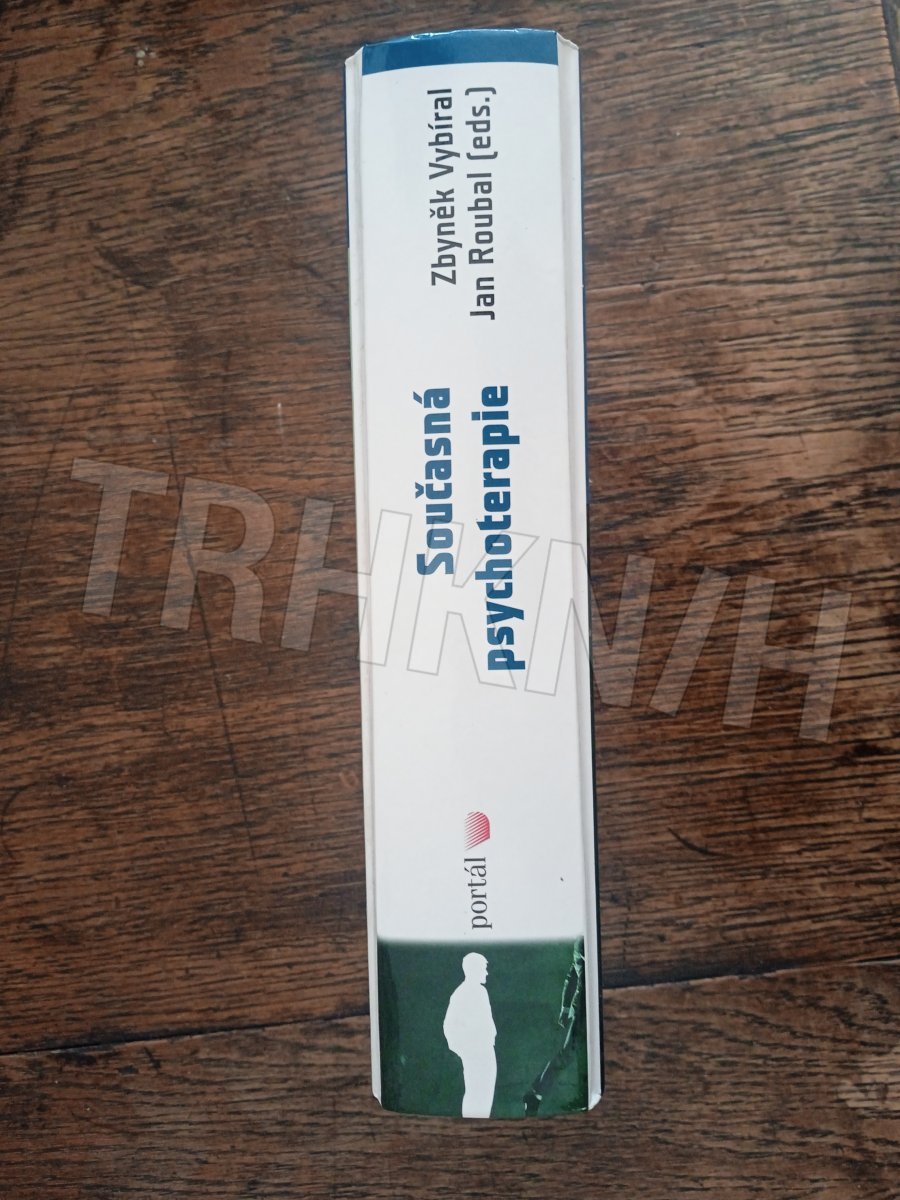 Zbyněk Vybíral
Jan Roubal (eds.)
Současná
psychoterapie
portál
TRHKNIH